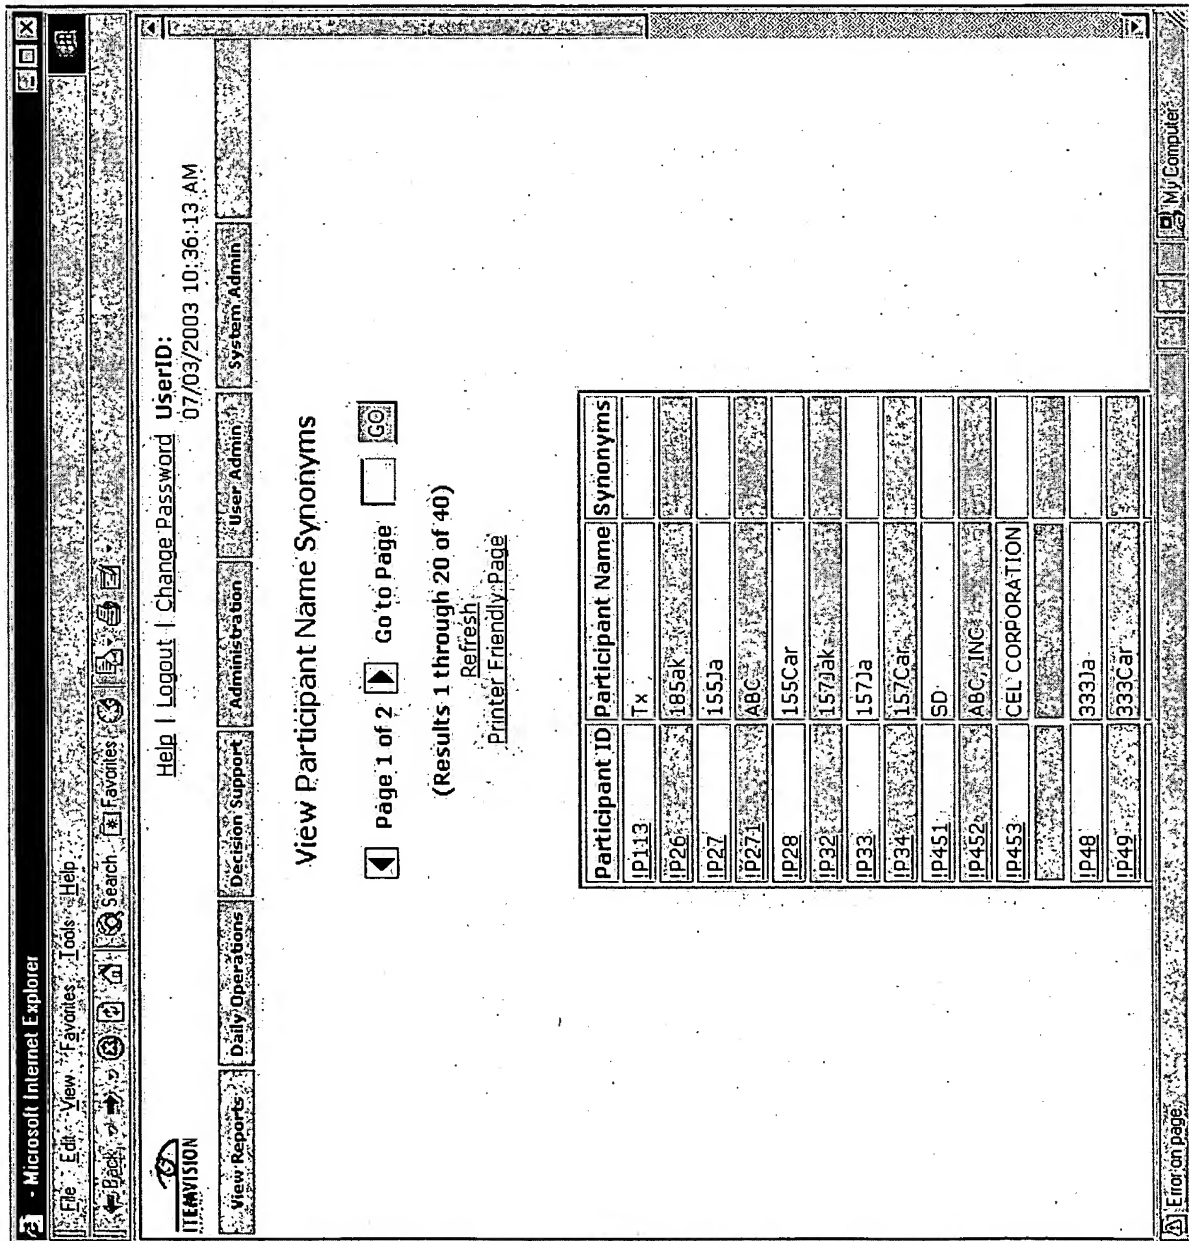 - Microsoft Internet Explorer
File Edit View Favorites Tools Help
Back Search Favorites
ITEMVISION
Help | Logout | Change Password UserID:
07/03/2003 10:36:13 AM
View Reports Daily Operations Decision Support Administration User Admin System Admin
View Participant Name Synonyms
Page 1 of 2 Go to Page GO
(Results 1 through 20 of 40)
Refresh
Printer Friendly Page
Participant ID Participant Name Synonyms
IP113 Tx
IP26 185ak
IP27 155Ja
IP27-1 ABC
IP28 155Car
IP32 157Jak
IP33 157Ja
IP34 157Car
IP451 SD
IP452 ABC, INC
IP453 CEL CORPORATION
IP48 333Ja
IP49 333Car
Error on page. My Computer